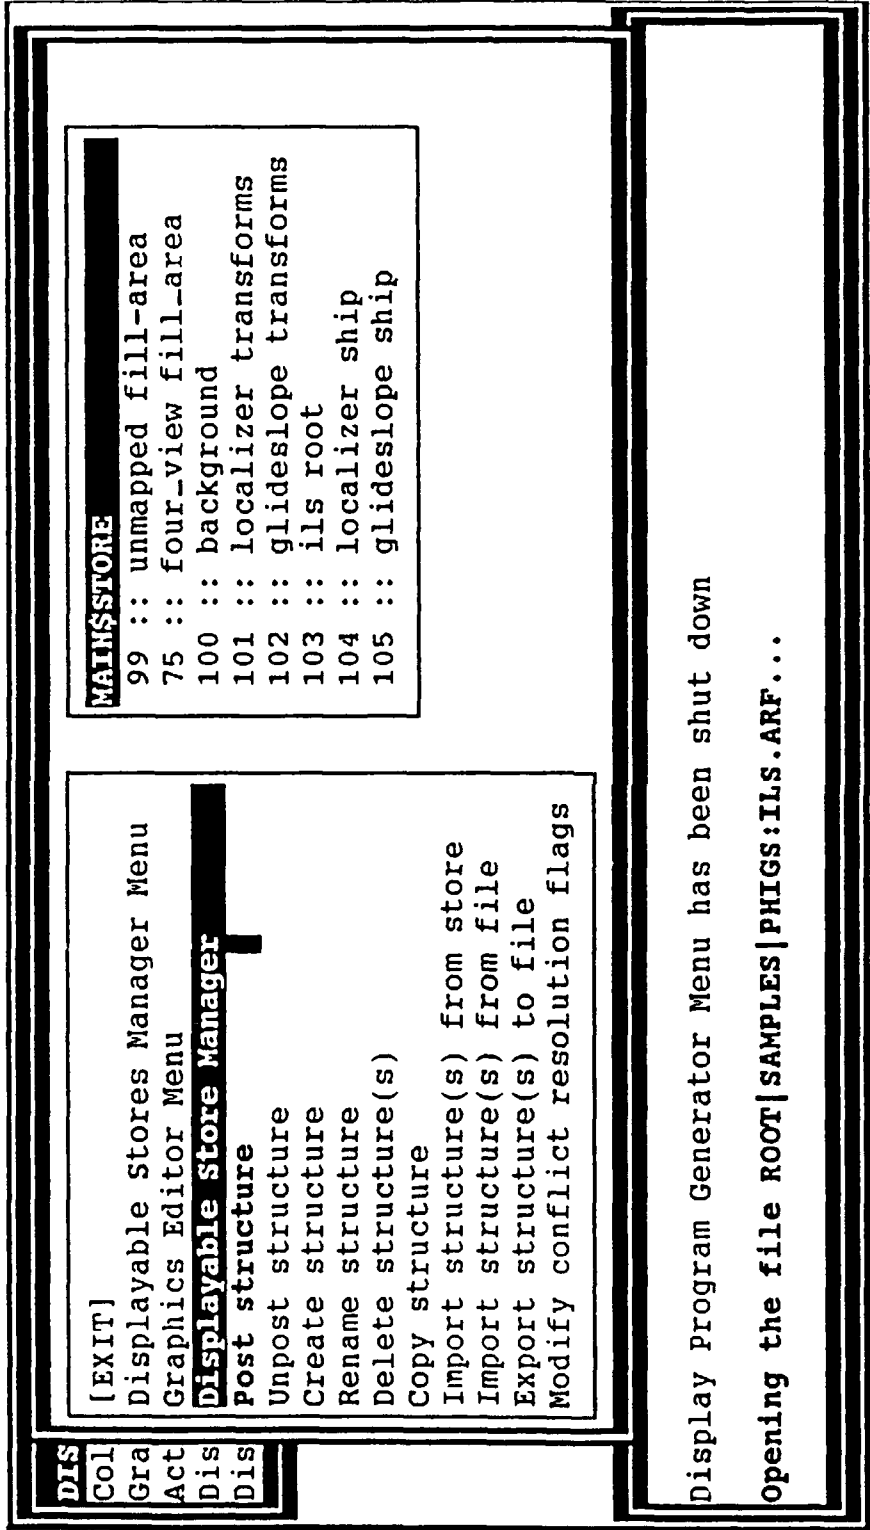 DIS
Col
Gra
Act
Dis
Dis
[EXIT]
Displayable Stores Manager Menu
Graphics Editor Menu
Displayable Store Manager
Post structure
Unpost structure
Create structure
Rename structure
Delete structure(s)
Copy structure
Import structure(s) from store
Import structure(s) from file
Export structure(s) to file
Modify conflict resolution flags
MAIN$STORE
99 :: unmapped fill-area
75 :: four_view fill_area
100 :: background
101 :: localizer transforms
102 :: glideslope transforms
103 :: ils root
104 :: localizer ship
105 :: glideslope ship
Display Program Generator Menu has been shut down
Opening the file ROOT|SAMPLES|PHIGS:ILS.ARF...